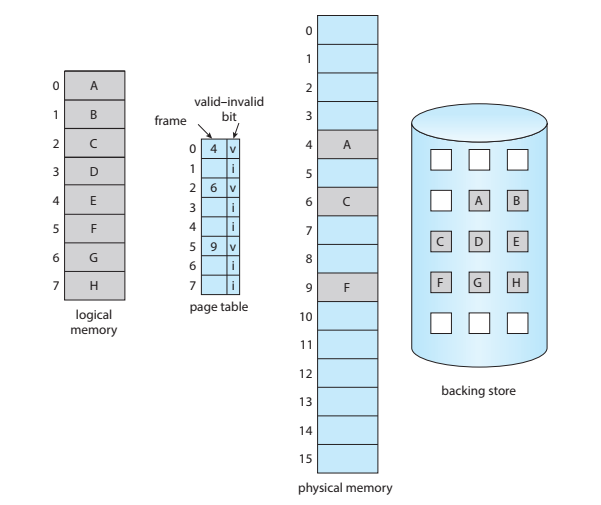 0 A
1 B
2 C
3 D
4 E
5 F
6 G
7 H
logical
memory
valid–invalid
bit
frame
0 4 v
1 i
2 6 v
3 i
4 i
5 9 v
6 i
7 i
page table
0
1
2
3
4 A
5
6 C
7
8
9 F
10
11
12
13
14
15
physical memory
A B
C D E
F G H
backing store